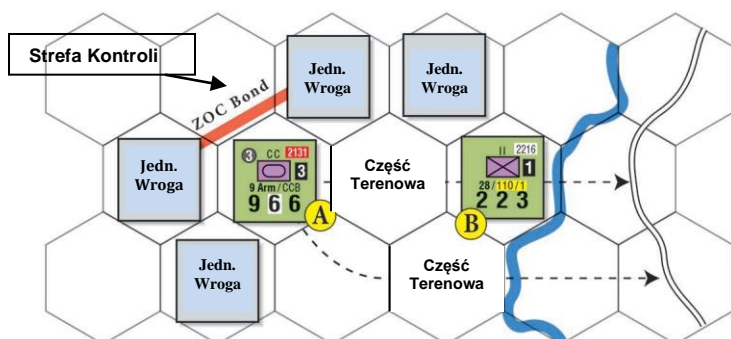 Strefa Kontroli
ZOC Bond
Jedn.
Wroga
Jedn.
Wroga
Jedn.
Wroga
3 CC 2131
3
9 Arm/CCB
9 6 6
A
Część
Terenowa
II 2216
1
28/110/1
2 2 3
B
Jedn.
Wroga
Część
Terenowa